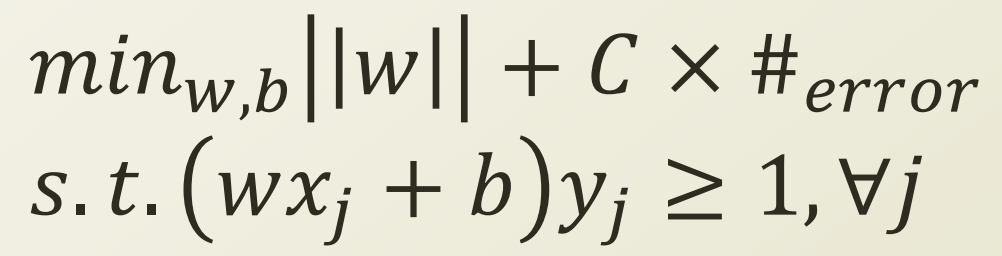 min_{w,b} ||w|| + C × #_{error}
s.t. (wx_j + b)y_j ≥ 1, ∀j